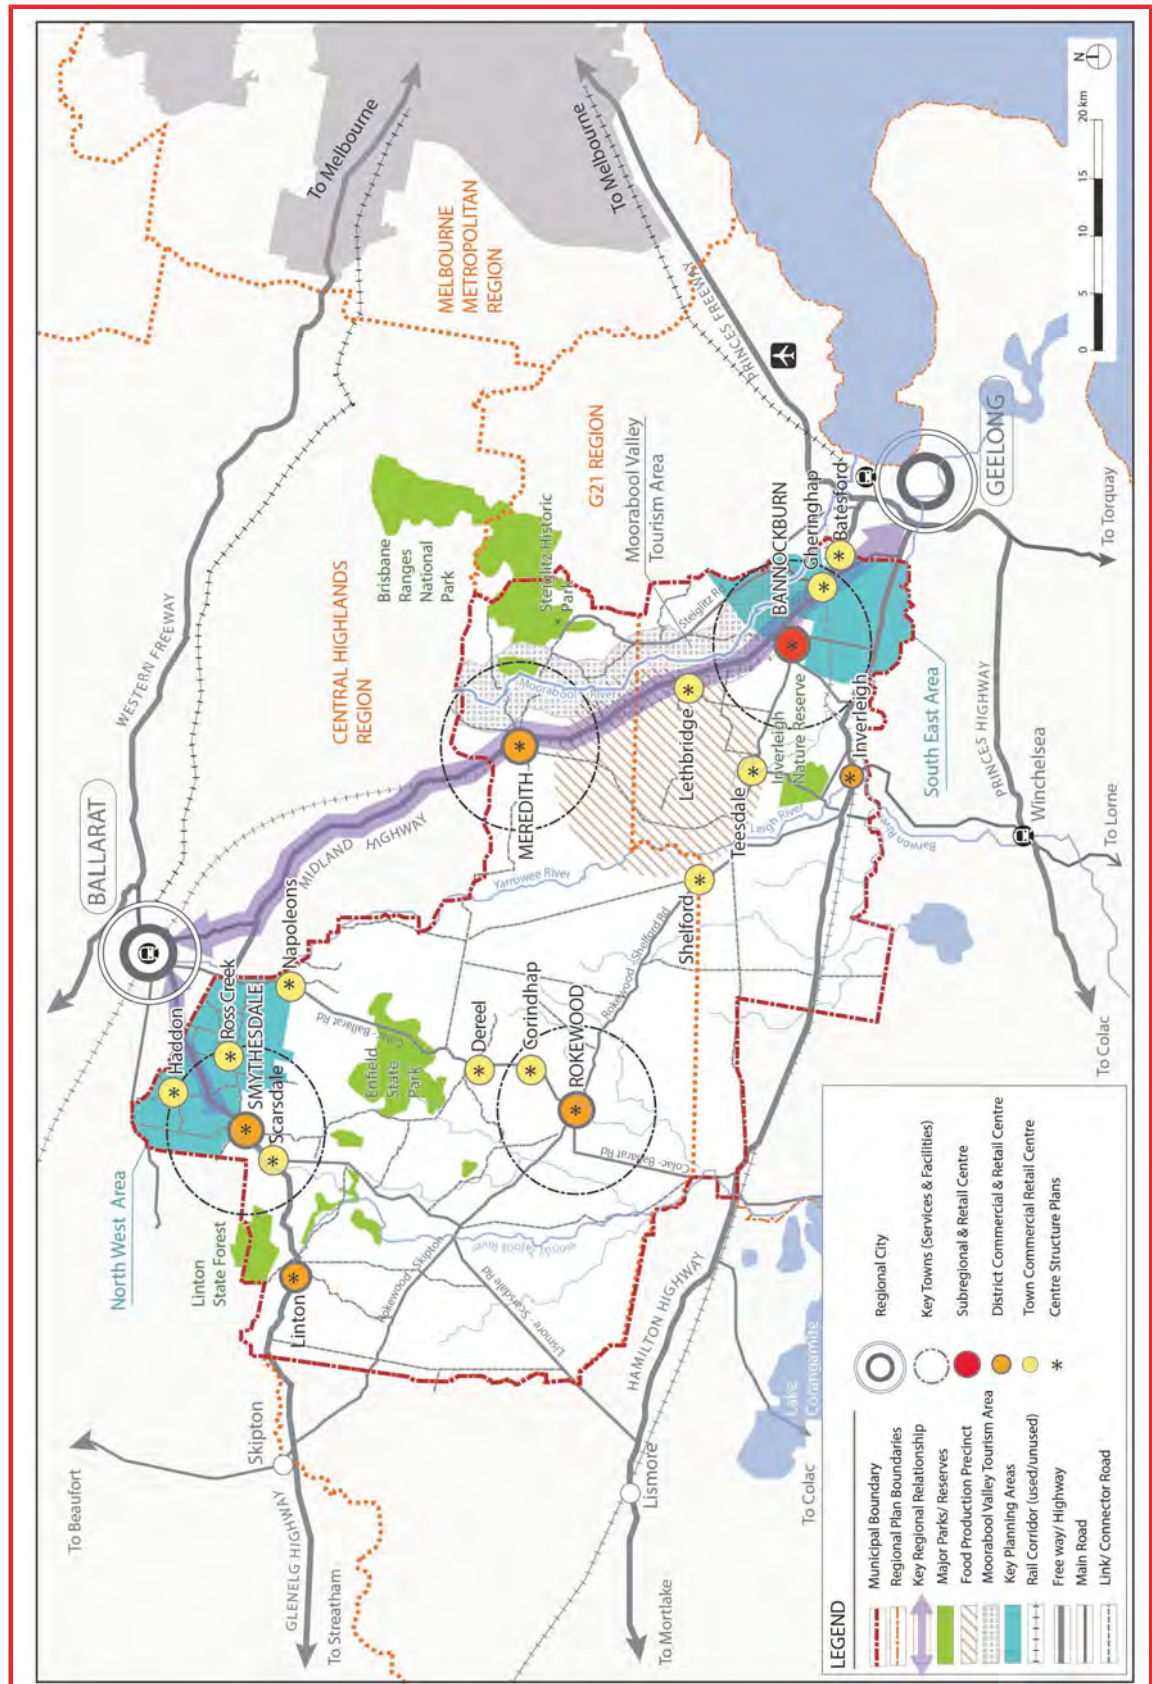 To Beaufort
Skipton
GLENELG HIGHWAY
To Streatham
To Mortlake
Lismore
HAMILTON HIGHWAY
To Colac
Lake
Corangamite
North West Area
Linton
State Forest
Linton
Rokewood - Skipton
Lismore - Scarsdale Rd
Woady Yaloak River
BALLARAT
Haddon
Ross Creek
SMYTHESDALE
Scarsdale
Napoleons
Colac- Ballarat Rd
Enfield
State
Park
Dereel
Corindhap
ROKEWOOD
Colac- Ballarat Rd
Rokewood - Shelford Rd
Shelford
Yarrowee River
MIDLAND HIGHWAY
WESTERN FREEWAY
CENTRAL HIGHLANDS
REGION
MEREDITH
Moorabool
River
Brisbane
Ranges
National
Park
Steiglitz Historic
Park
G21 REGION
Moorabool Valley
Tourism Area
Steiglitz Rd
Lethbridge
Teesdale
Inverleigh
Nature Reserve
Leigh River
Inverleigh
Barwon River
BANNOCKBURN
Gheringhap
Batesford
South East Area
GEELONG
PRINCES HIGHWAY
Winchelsea
To Lorne
To Colac
To Torquay
MELBOURNE
METROPOLITAN
REGION
To Melbourne
To Melbourne
PRINCES FREEWAY
N
0 5 10 15 20 km
LEGEND
Municipal Boundary
Regional Plan Boundaries
Key Regional Relationship
Major Parks/ Reserves
Food Production Precinct
Moorabool Valley Tourism Area
Key Planning Areas
Rail Corridor (used/unused)
Free way/ Highway
Main Road
Link/ Connector Road
Regional City
Key Towns (Services & Facilities)
Subregional & Retail Centre
District Commercial & Retail Centre
Town Commercial Retail Centre
Centre Structure Plans